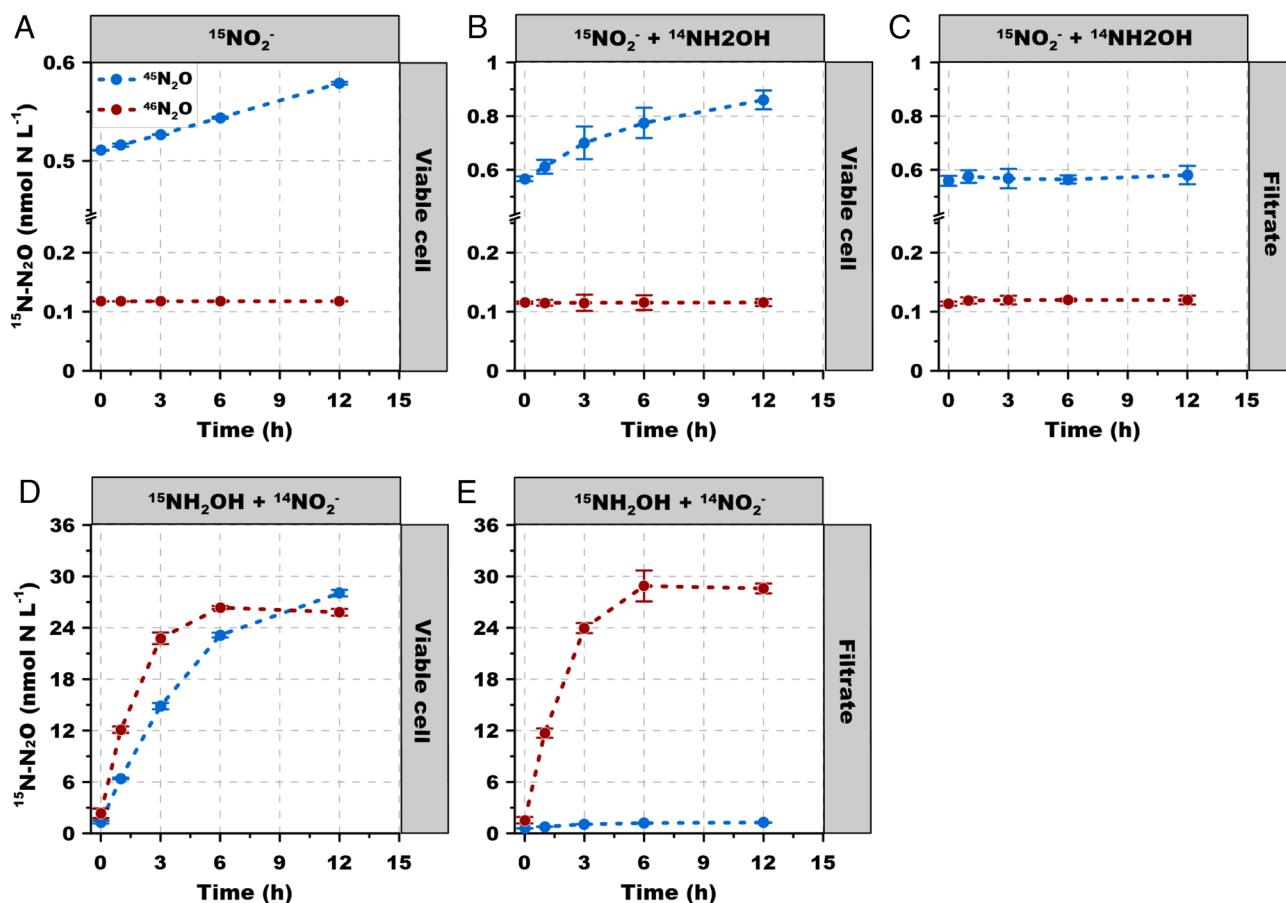 A
¹⁵NO₂⁻
¹⁵N-N₂O (nmol N L⁻¹)
0.6
0.5
0.2
0.1
0
⁴⁵N₂O
⁴⁶N₂O
Viable cell
0 3 6 9 12 15
Time (h)
B
¹⁵NO₂⁻ + ¹⁴NH2OH
1
0.8
0.6
0.2
0.1
0
Viable cell
0 3 6 9 12 15
Time (h)
C
¹⁵NO₂⁻ + ¹⁴NH2OH
1
0.8
0.6
0.2
0.1
0
Filtrate
0 3 6 9 12 15
Time (h)
D
¹⁵NH₂OH + ¹⁴NO₂⁻
¹⁵N-N₂O (nmol N L⁻¹)
36
30
24
18
12
6
0
Viable cell
0 3 6 9 12 15
Time (h)
E
¹⁵NH₂OH + ¹⁴NO₂⁻
36
30
24
18
12
6
0
Filtrate
0 3 6 9 12 15
Time (h)